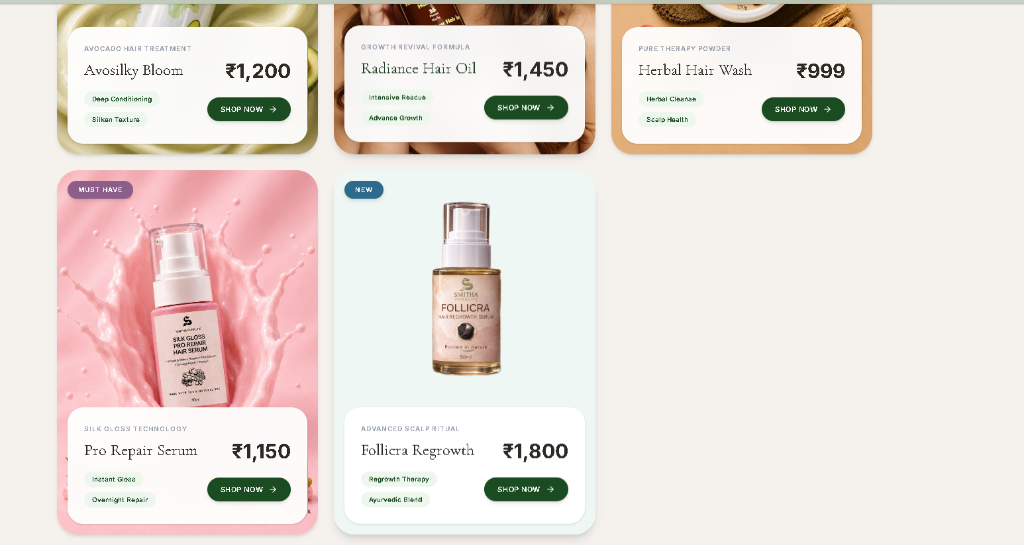 AVOCADO HAIR TREATMENT
Avosilky Bloom
₹1,200
Deep Conditioning
Silken Texture
SHOP NOW →
GROWTH REVIVAL FORMULA
Radiance Hair Oil
₹1,450
Intensive Rescue
Advance Growth
SHOP NOW →
PURE THERAPY POWDER
Herbal Hair Wash
₹999
Herbal Cleanse
Scalp Health
SHOP NOW →
MUST HAVE
SILK GLOSS
PRO REPAIR
HAIR SERUM
SILK GLOSS TECHNOLOGY
Pro Repair Serum
₹1,150
Instant Gloss
Overnight Repair
SHOP NOW →
NEW
SMITHA
FOLLICRA
HAIR REGROWTH SERUM
Rooted in Nature
50ml
ADVANCED SCALP RITUAL
Follicra Regrowth
₹1,800
Regrowth Therapy
Ayurvedic Blend
SHOP NOW →